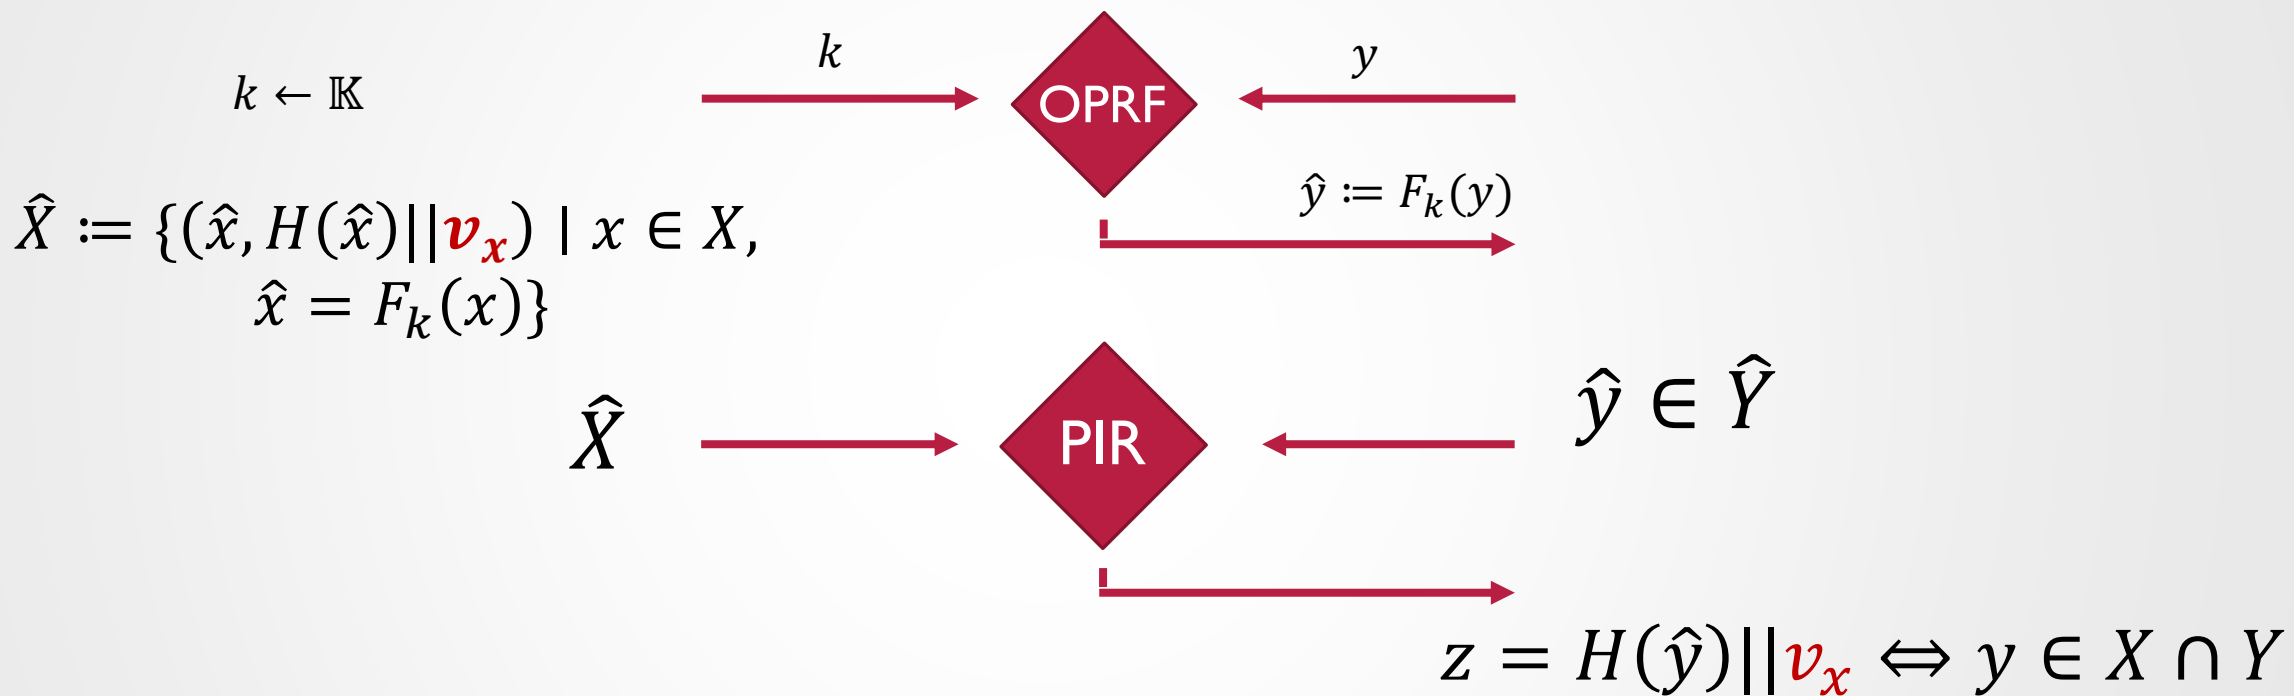 k
y
k ← 𝕂
OPRF
ŷ ≔ F_k(y)
X̂ ≔ {(x̂, H(x̂)||v_x) | x ∈ X,
x̂ = F_k(x)}
ŷ ∈ Ŷ
X̂
PIR
z = H(ŷ)||v_x ⇔ y ∈ X ∩ Y